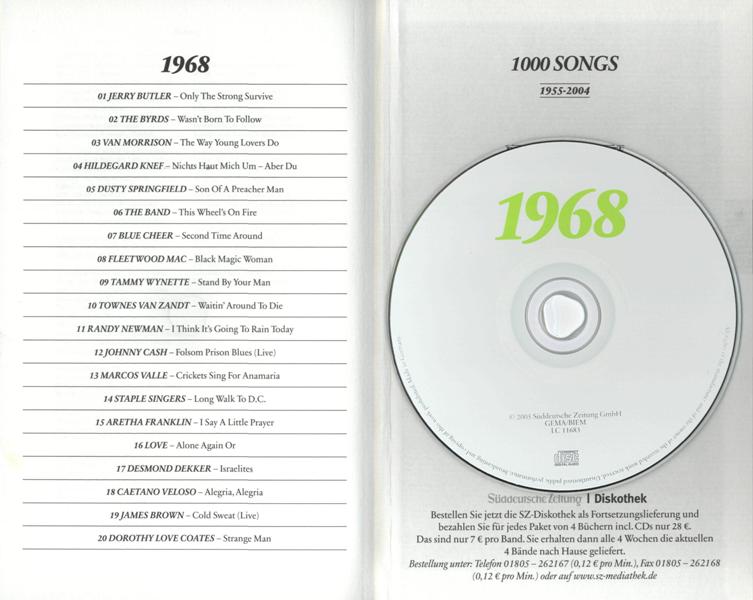 1968
01 JERRY BUTLER – Only The Strong Survive
02 THE BYRDS – Wasn't Born To Follow
03 VAN MORRISON – The Way Young Lovers Do
04 HILDEGARD KNEF – Nichts Haut Mich Um – Aber Du
05 DUSTY SPRINGFIELD – Son Of A Preacher Man
06 THE BAND – This Wheel's On Fire
07 BLUE CHEER – Second Time Around
08 FLEETWOOD MAC – Black Magic Woman
09 TAMMY WYNETTE – Stand By Your Man
10 TOWNES VAN ZANDT – Waitin' Around To Die
11 RANDY NEWMAN – I Think It's Going To Rain Today
12 JOHNNY CASH – Folsom Prison Blues (Live)
13 MARCOS VALLE – Crickets Sing For Anamaria
14 STAPLE SINGERS – Long Walk To D.C.
15 ARETHA FRANKLIN – I Say A Little Prayer
16 LOVE – Alone Again Or
17 DESMOND DEKKER – Israelites
18 CAETANO VELOSO – Alegria, Alegria
19 JAMES BROWN – Cold Sweat (Live)
20 DOROTHY LOVE COATES – Strange Man
1000 SONGS
1955-2004
1968
© 2005 Süddeutsche Zeitung GmbH
GEMA/BIEM
LC 11683
COMPACT disc
DIGITAL AUDIO
Süddeutsche Zeitung | Diskothek
Bestellen Sie jetzt die SZ-Diskothek als Fortsetzungslieferung und
bezahlen Sie für jedes Paket von 4 Büchern incl. CDs nur 28 €.
Das sind nur 7 € pro Band. Sie erhalten dann alle 4 Wochen die aktuellen
4 Bände nach Hause geliefert.
Bestellung unter: Telefon 01805 – 262167 (0,12 € pro Min.), Fax 01805 – 262168
(0,12 € pro Min.) oder auf www.sz-mediathek.de